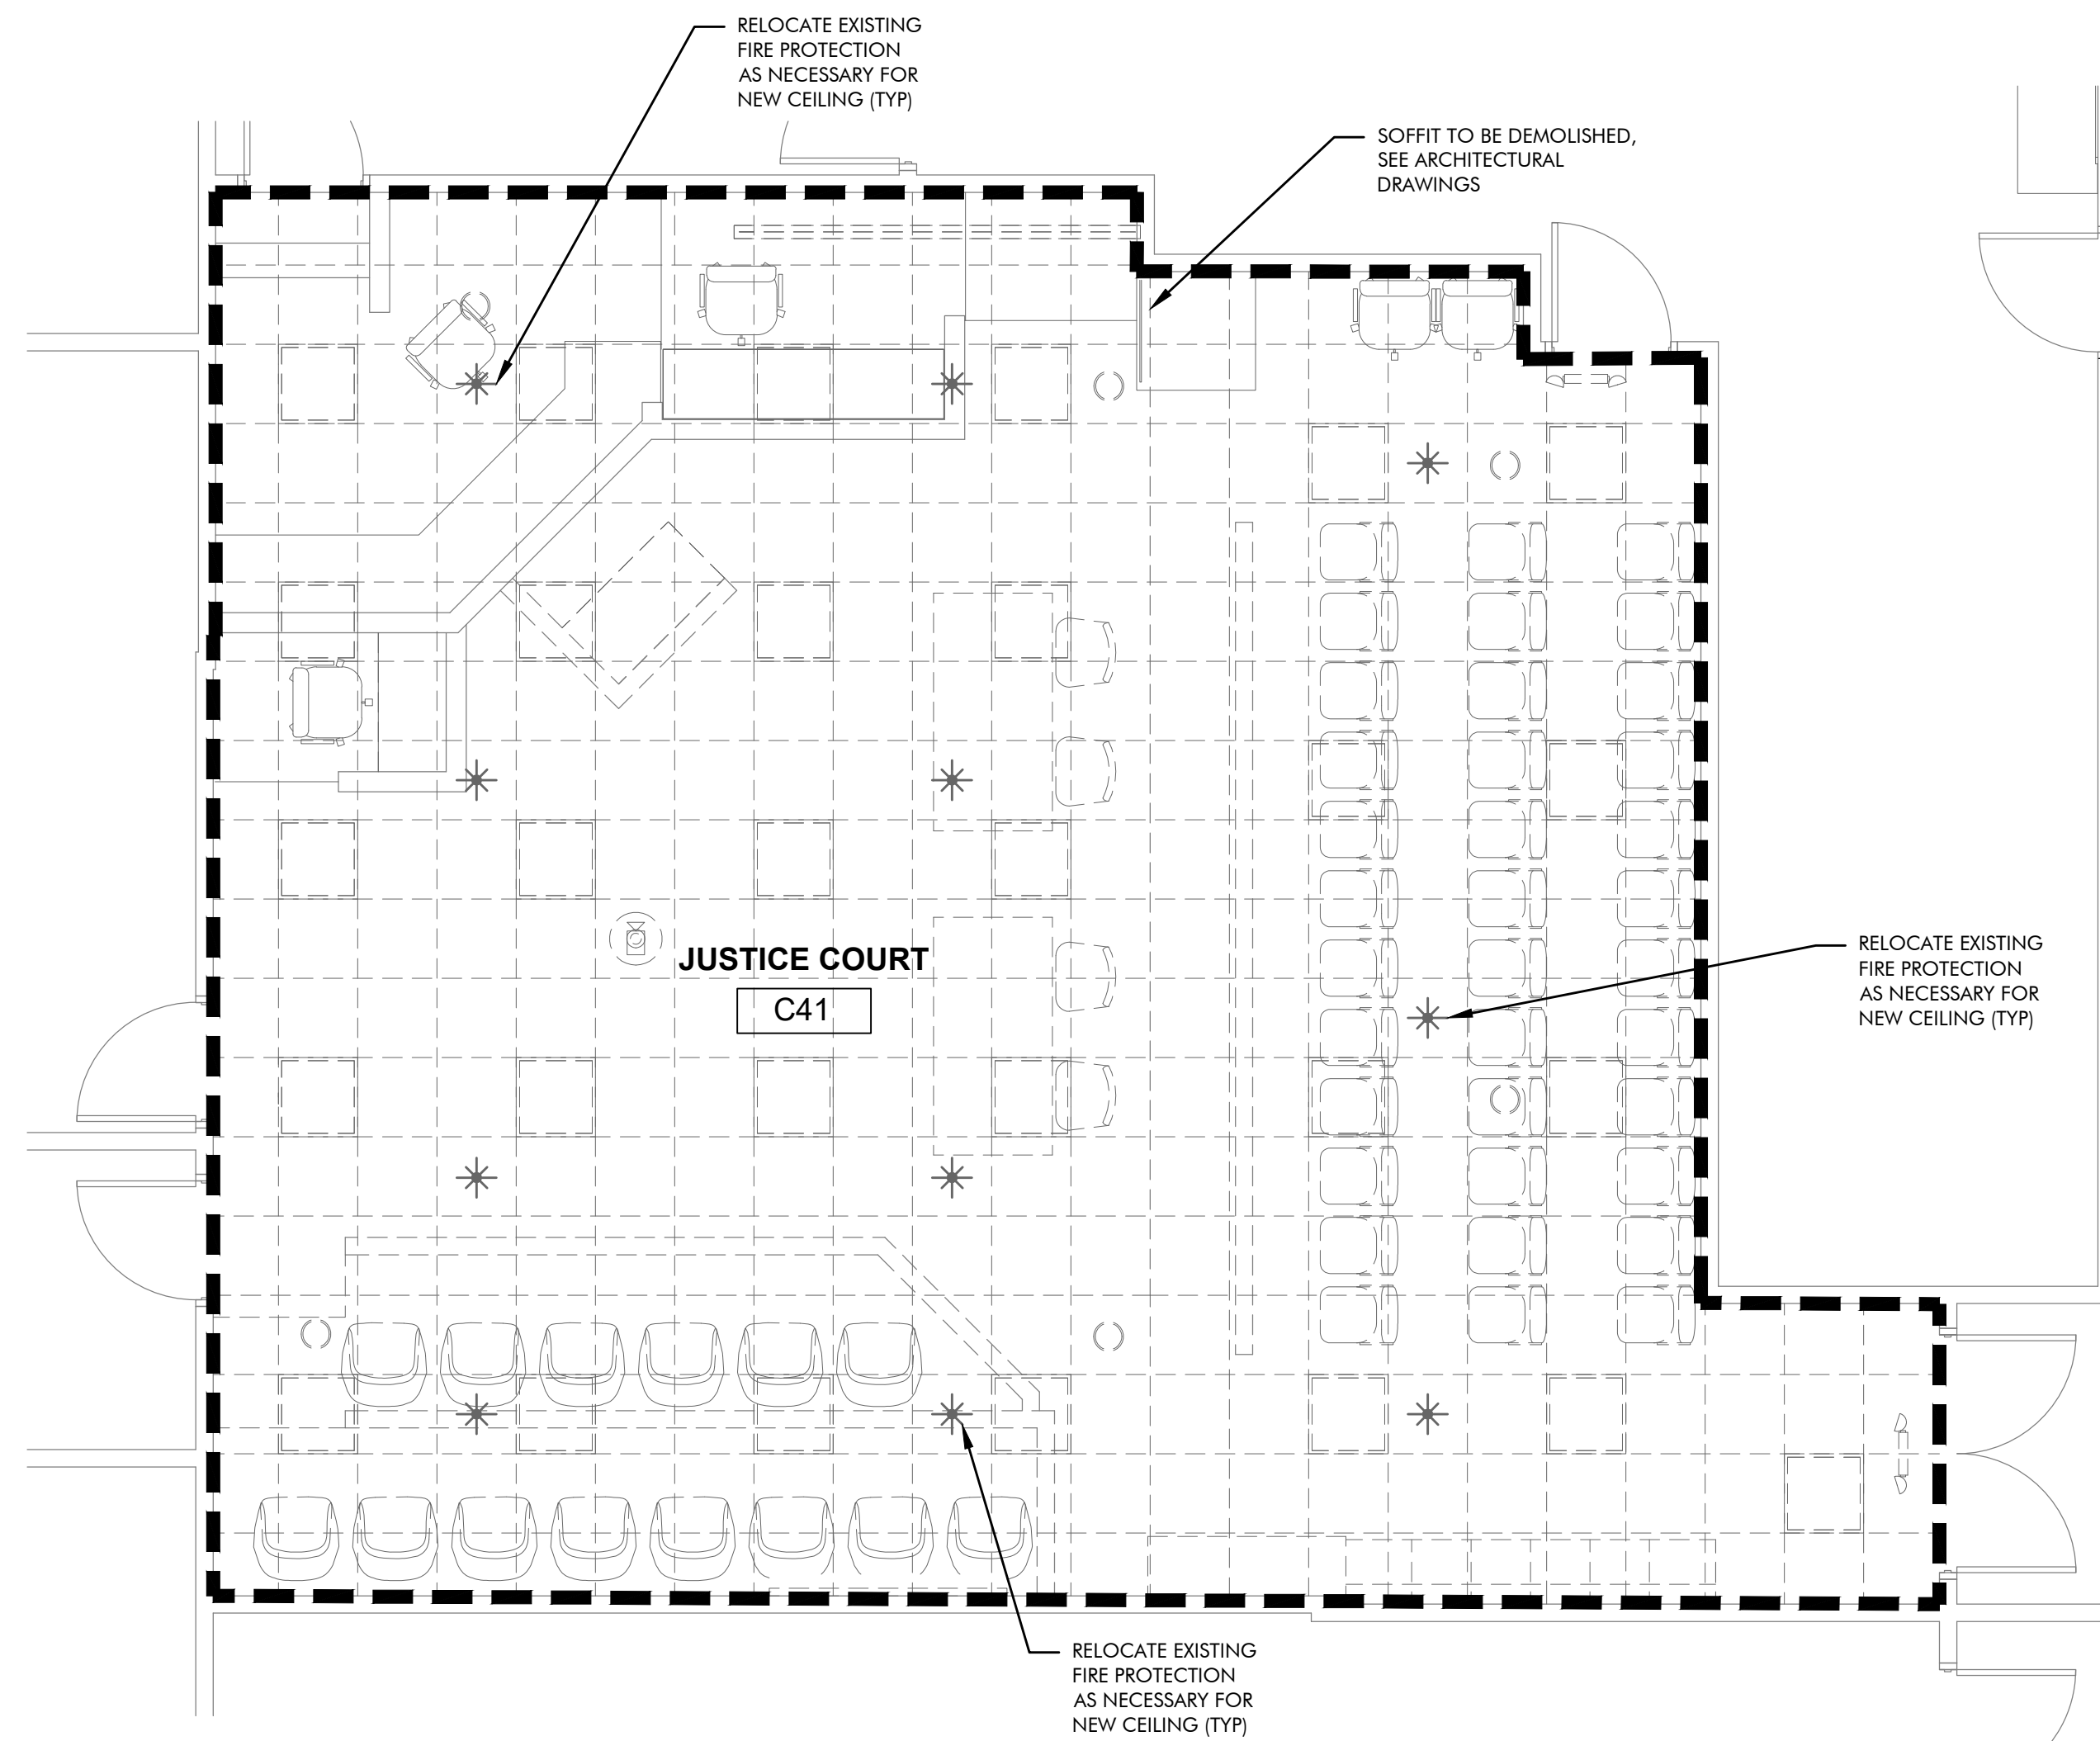 RELOCATE EXISTING
FIRE PROTECTION
AS NECESSARY FOR
NEW CEILING (TYP)
SOFFIT TO BE DEMOLISHED,
SEE ARCHITECTURAL
DRAWINGS
JUSTICE COURT
C41
RELOCATE EXISTING
FIRE PROTECTION
AS NECESSARY FOR
NEW CEILING (TYP)
RELOCATE EXISTING
FIRE PROTECTION
AS NECESSARY FOR
NEW CEILING (TYP)